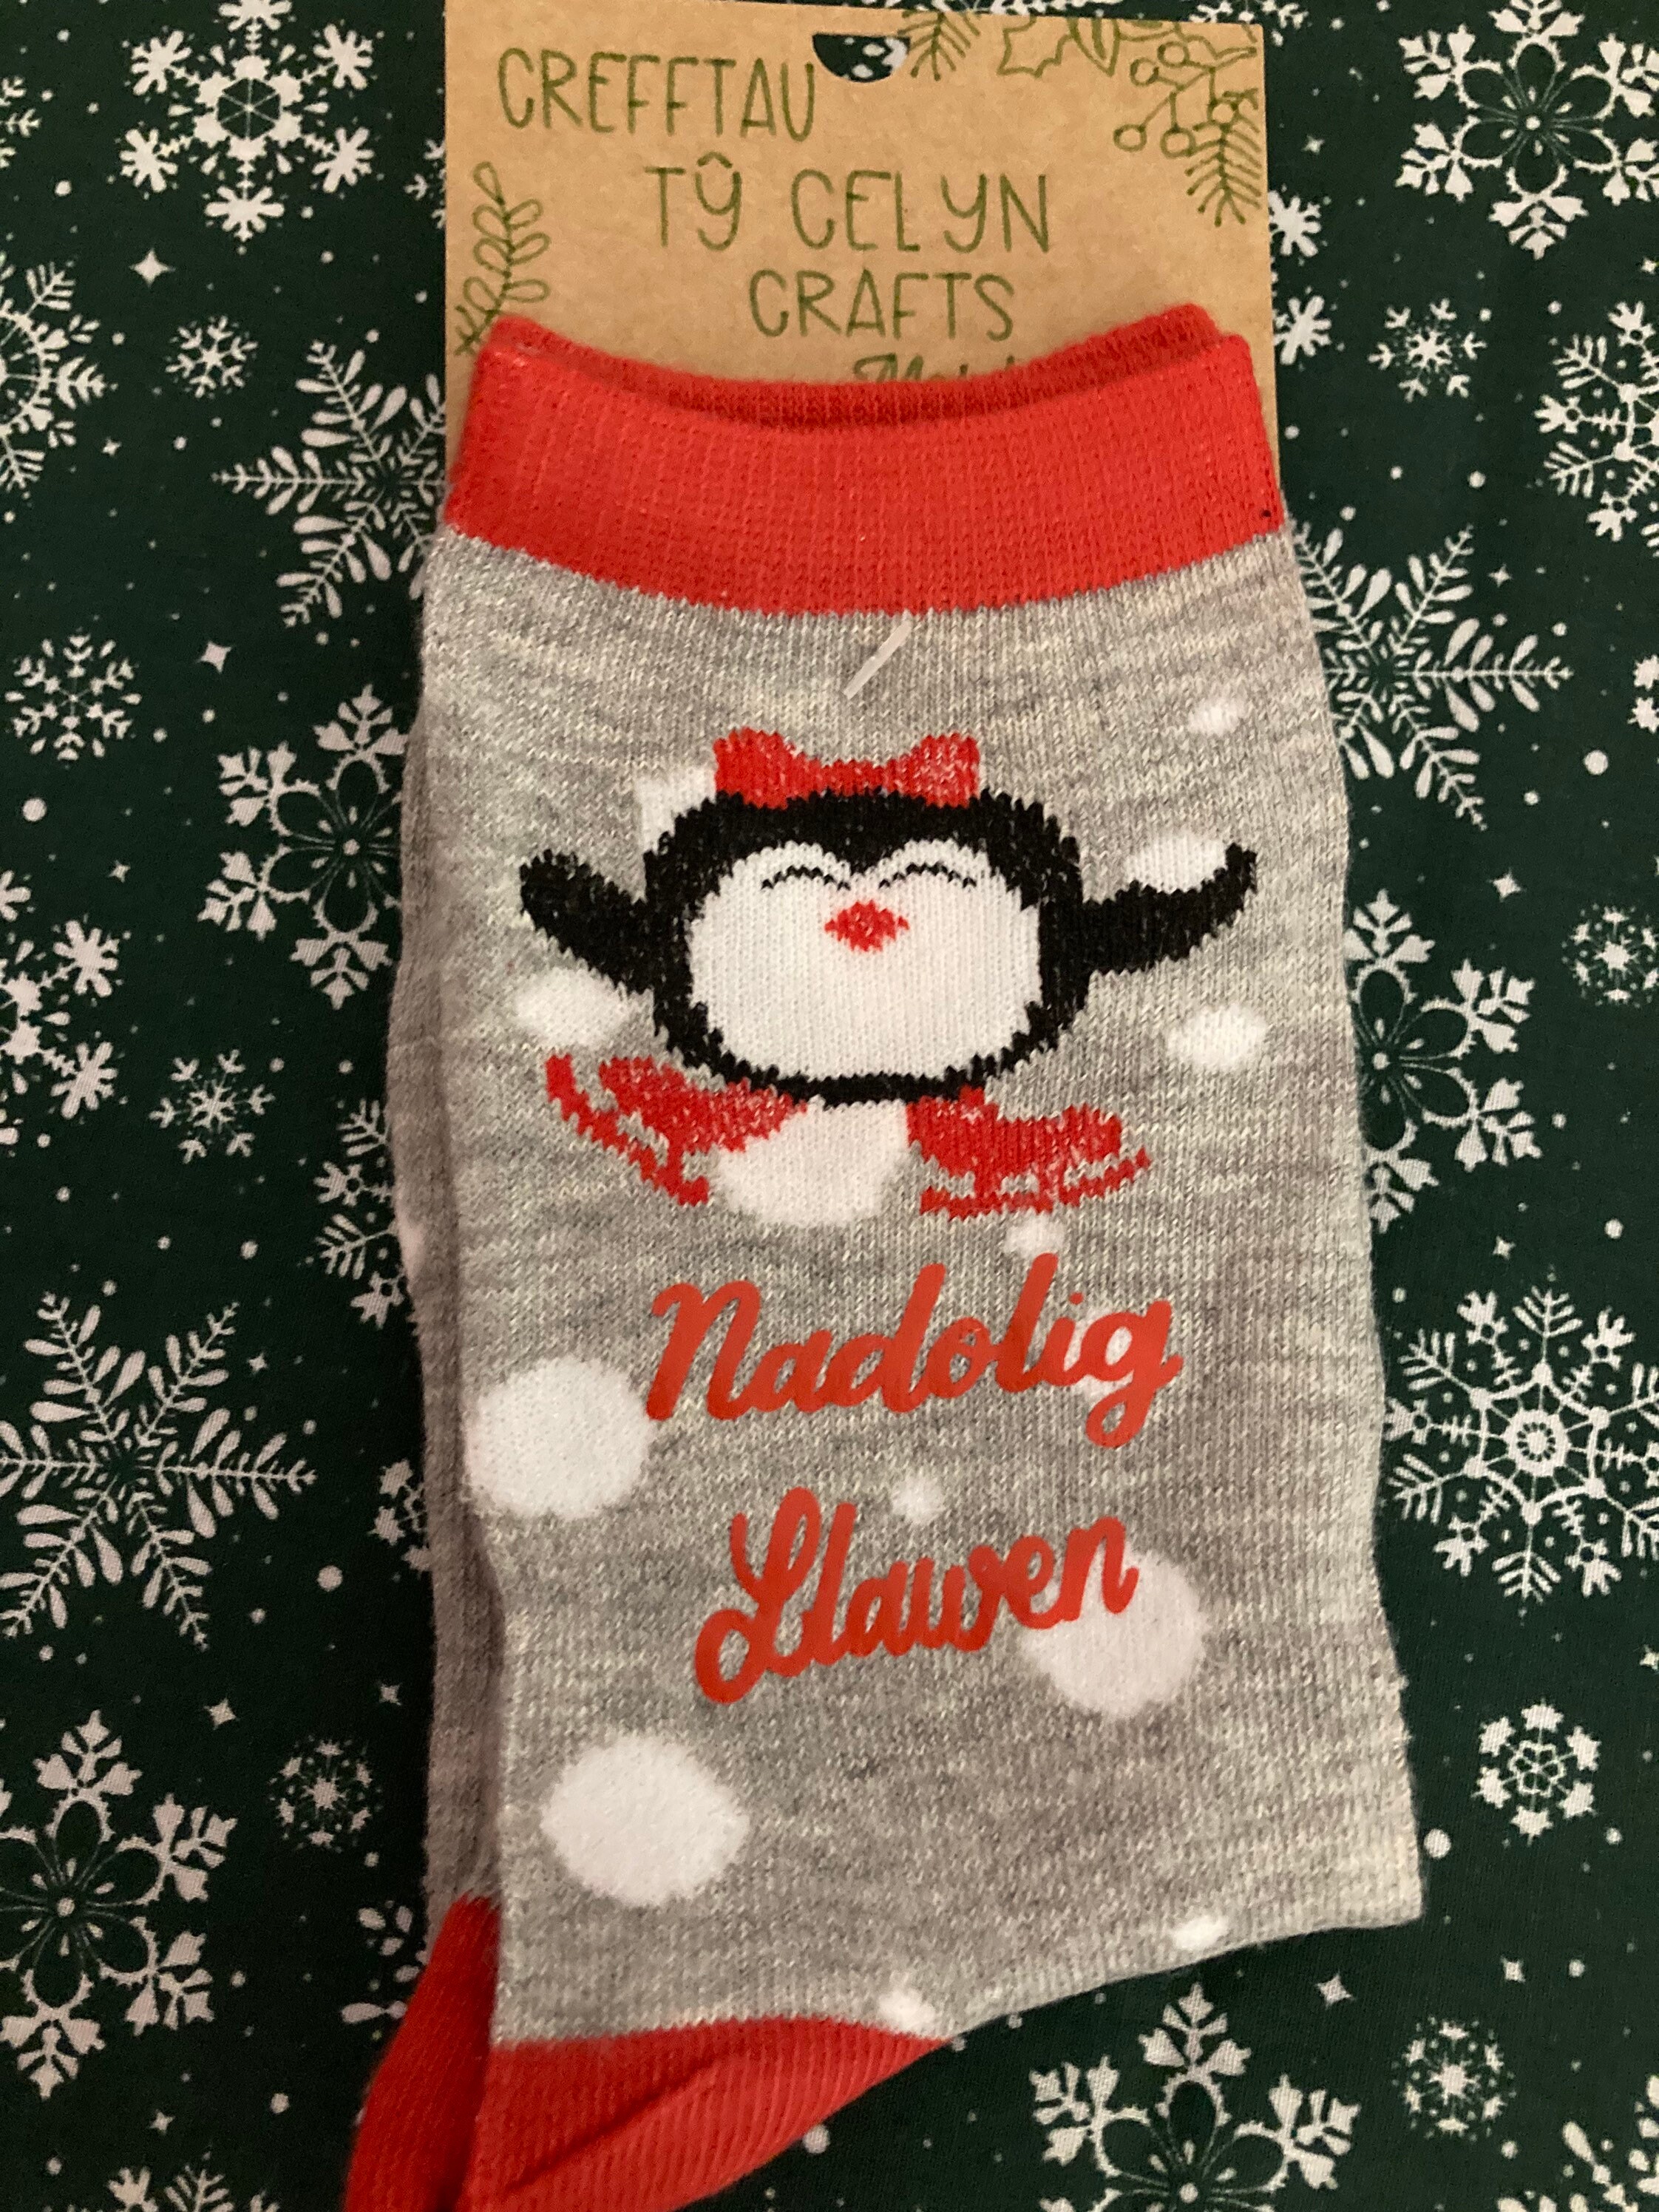 CREFFTAU
TŶ CELYN
CRAFTS
Nadolig
Llawen